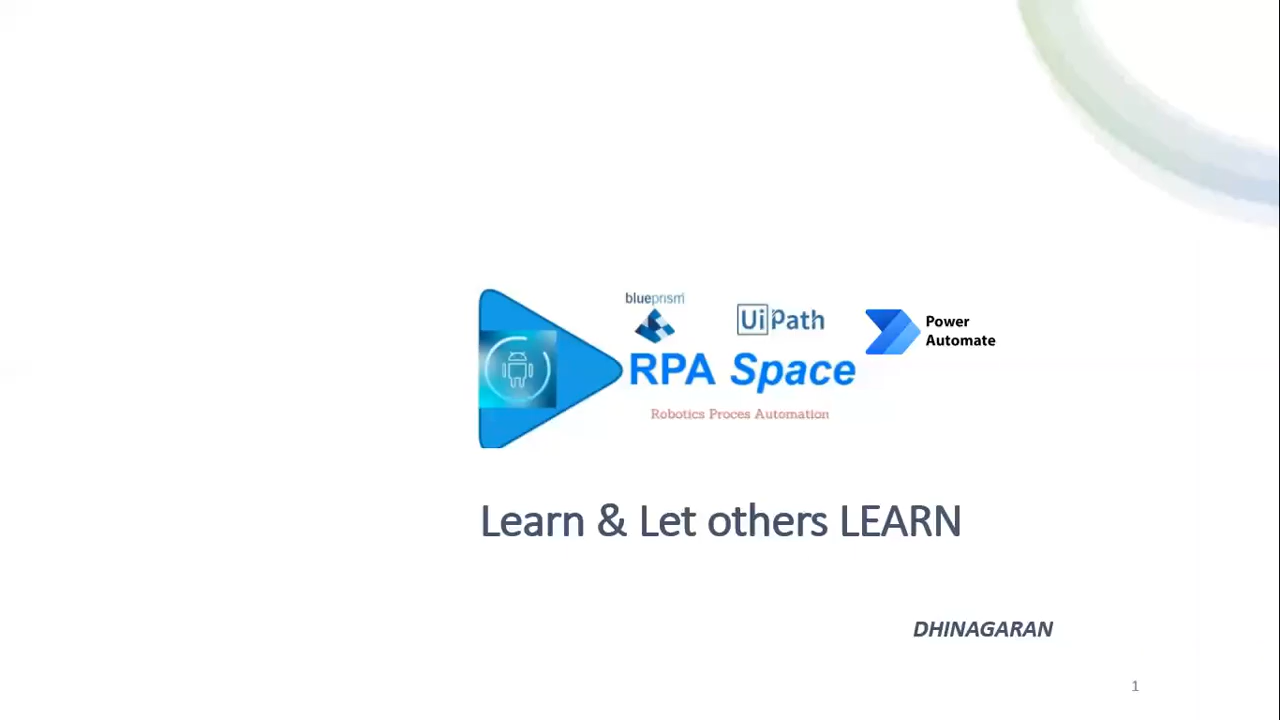 blueprism
UiPath
Power
Automate
RPA Space
Robotics Proces Automation
Learn & Let others LEARN
DHINAGARAN
1